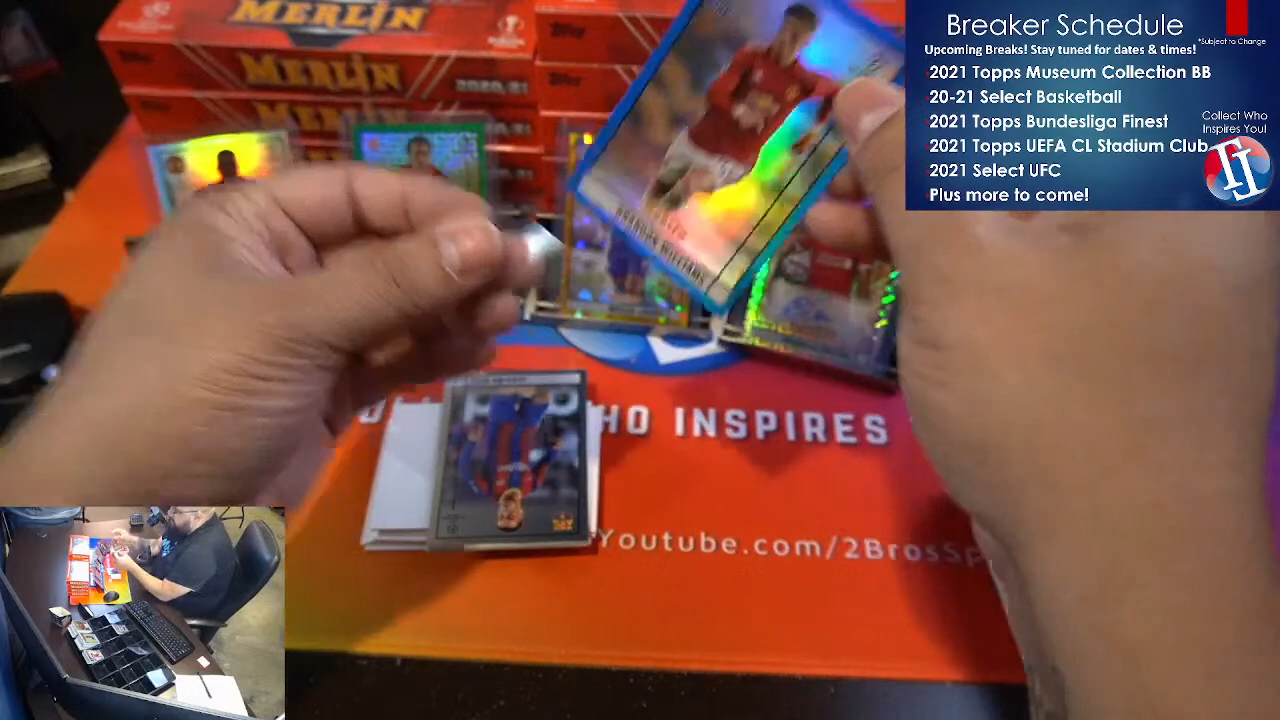 MERLIN
MERLIN
2020/21
Breaker Schedule
*Subject to Change
Upcoming Breaks! Stay tuned for dates & times!
2021 Topps Museum Collection BB
20-21 Select Basketball
2021 Topps Bundesliga Finest
2021 Topps UEFA CL Stadium Club
2021 Select UFC
Plus more to come!
Collect Who
Inspires You!
BRANDON WILLIAMS
HO INSPIRES
Youtube.com/2BrosSp